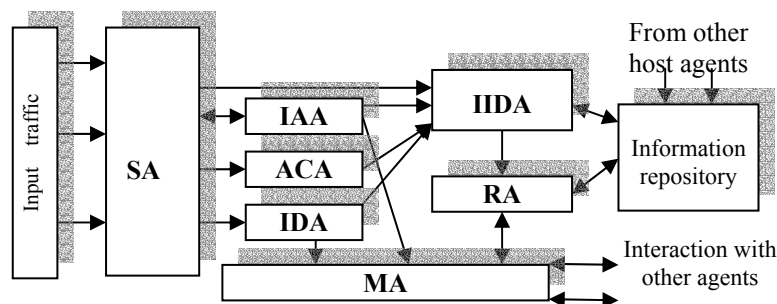 Input traffic
SA
IAA
ACA
IDA
IIDA
RA
MA
From other
host agents
Information
repository
Interaction with
other agents